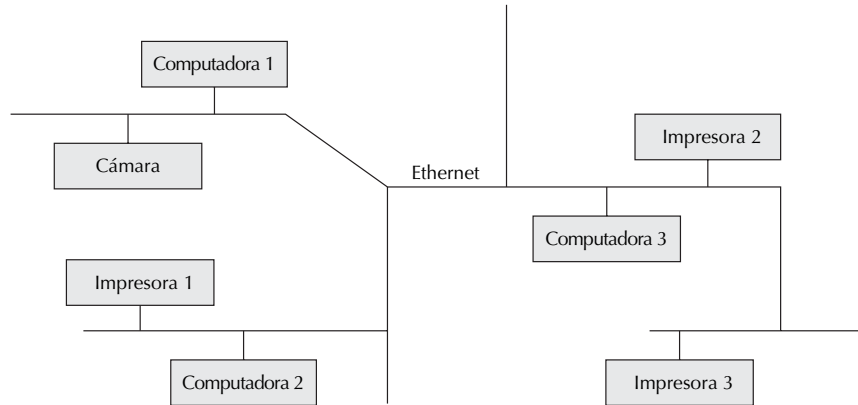 Computadora 1
Cámara
Ethernet
Impresora 2
Computadora 3
Impresora 1
Computadora 2
Impresora 3